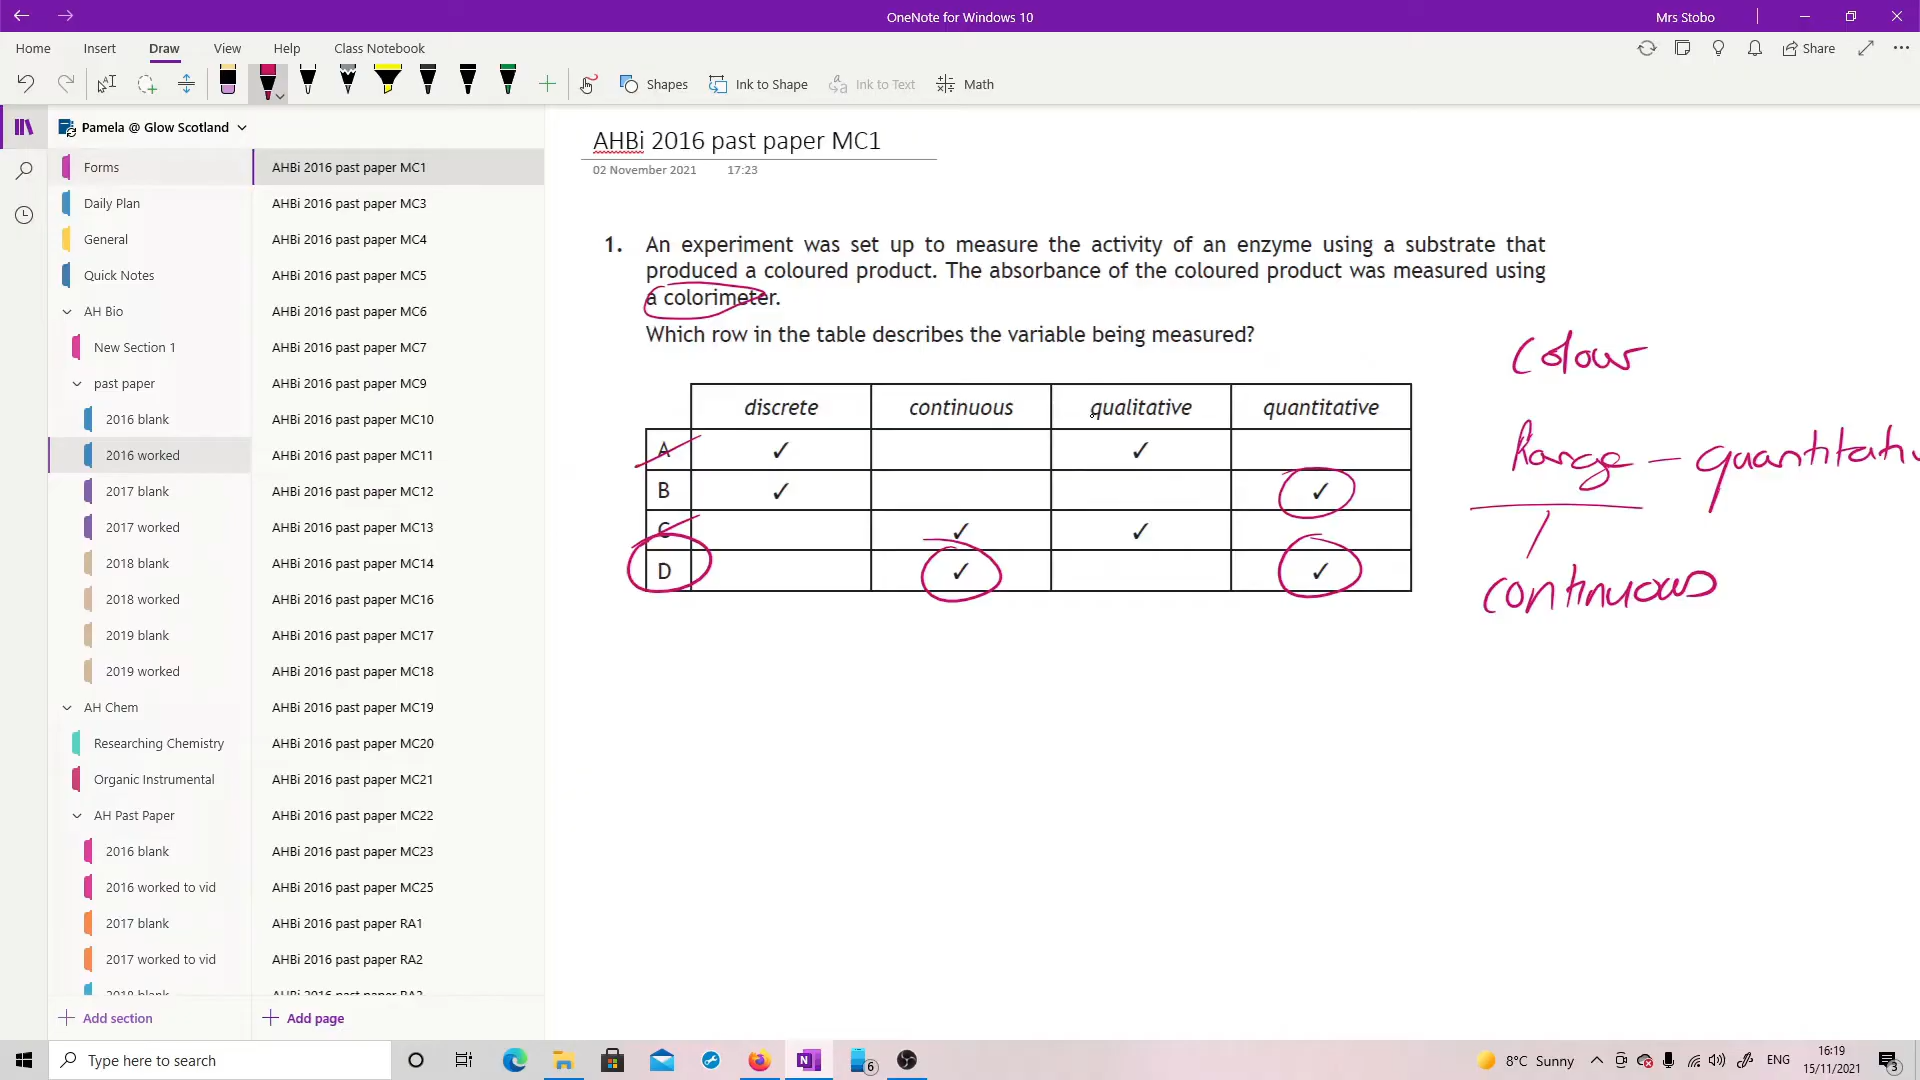 OneNote for Windows 10
Mrs Stobo
Home Insert Draw View Help Class Notebook
Share
Shapes Ink to Shape Ink to Text Math
Pamela @ Glow Scotland
Forms
Daily Plan
General
Quick Notes
AH Bio
New Section 1
past paper
2016 blank
2016 worked
2017 blank
2017 worked
2018 blank
2018 worked
2019 blank
2019 worked
AH Chem
Researching Chemistry
Organic Instrumental
AH Past Paper
2016 blank
2016 worked to vid
2017 blank
2017 worked to vid
2018 blank
Add section
AHBi 2016 past paper MC1
AHBi 2016 past paper MC3
AHBi 2016 past paper MC4
AHBi 2016 past paper MC5
AHBi 2016 past paper MC6
AHBi 2016 past paper MC7
AHBi 2016 past paper MC9
AHBi 2016 past paper MC10
AHBi 2016 past paper MC11
AHBi 2016 past paper MC12
AHBi 2016 past paper MC13
AHBi 2016 past paper MC14
AHBi 2016 past paper MC16
AHBi 2016 past paper MC17
AHBi 2016 past paper MC18
AHBi 2016 past paper MC19
AHBi 2016 past paper MC20
AHBi 2016 past paper MC21
AHBi 2016 past paper MC22
AHBi 2016 past paper MC23
AHBi 2016 past paper MC25
AHBi 2016 past paper RA1
AHBi 2016 past paper RA2
AHBi 2016 past paper RA3
Add page
AHBi 2016 past paper MC1
02 November 2021 17:23
1. An experiment was set up to measure the activity of an enzyme using a substrate that
produced a coloured product. The absorbance of the coloured product was measured using
a colorimeter.
Which row in the table describes the variable being measured?
discrete continuous qualitative quantitative
A ✓ ✓
B ✓ ✓
C ✓ ✓
D ✓ ✓
Colour
Range – quantitati
continuous
Type here to search
6
8°C Sunny
ENG
16:19
15/11/2021
3